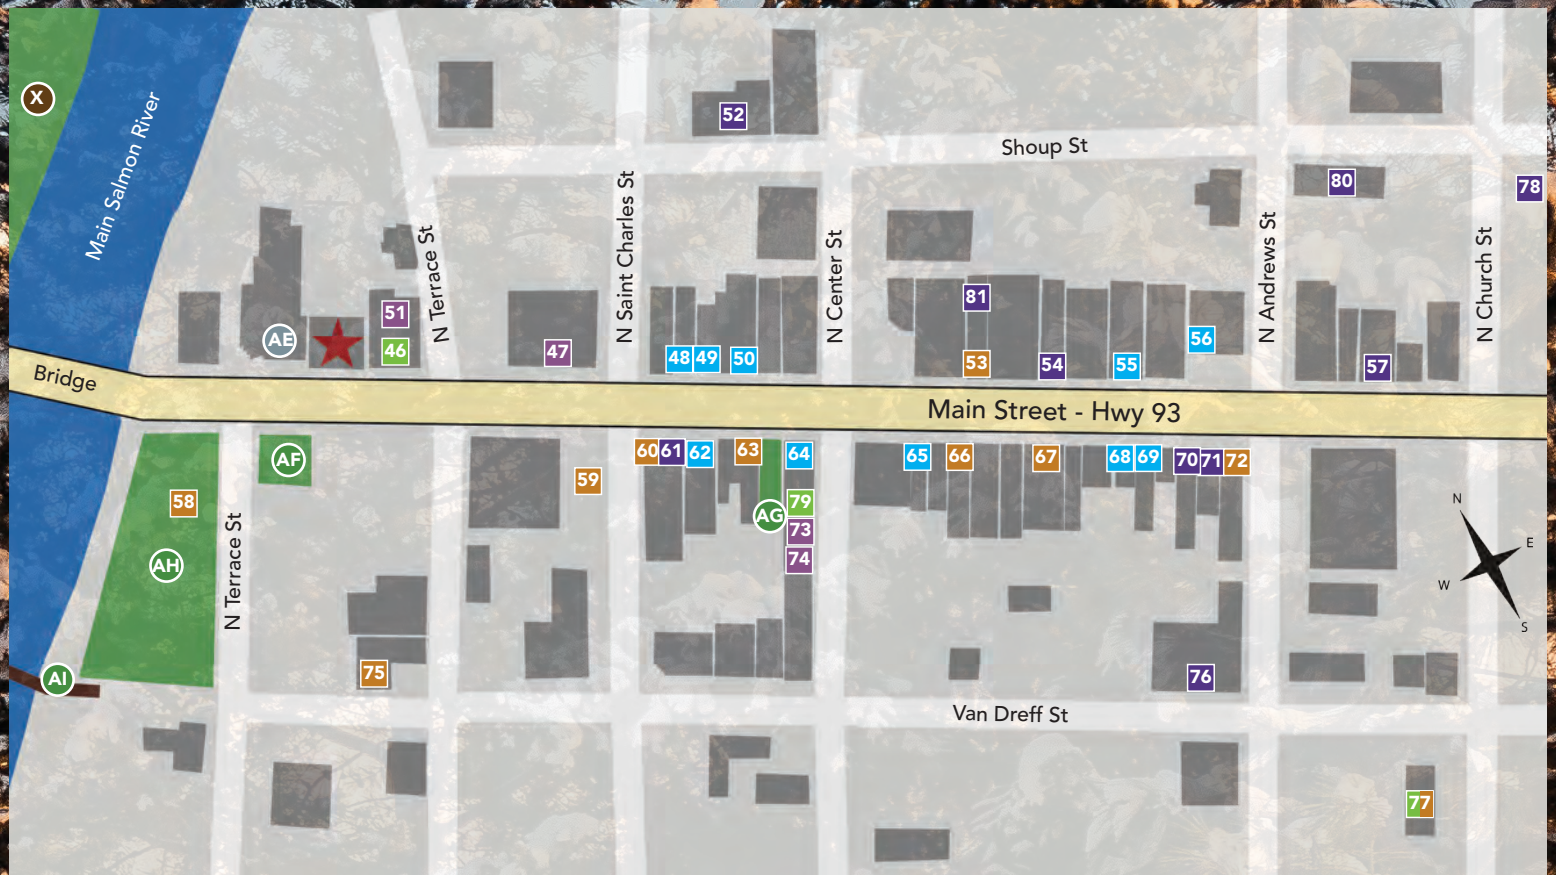 X
Main Salmon River
52
Shoup St
80
78
AE
51
46
N Terrace St
47
N Saint Charles St
48
49
50
N Center St
81
53
54
55
56
N Andrews St
57
N Church St
Bridge
Main Street - Hwy 93
AF
58
AH
AI
N Terrace St
59
60
61
62
63
64
AG
79
73
74
65
66
67
68
69
70
71
72
75
76
Van Dreff St
77
N
E
W
S